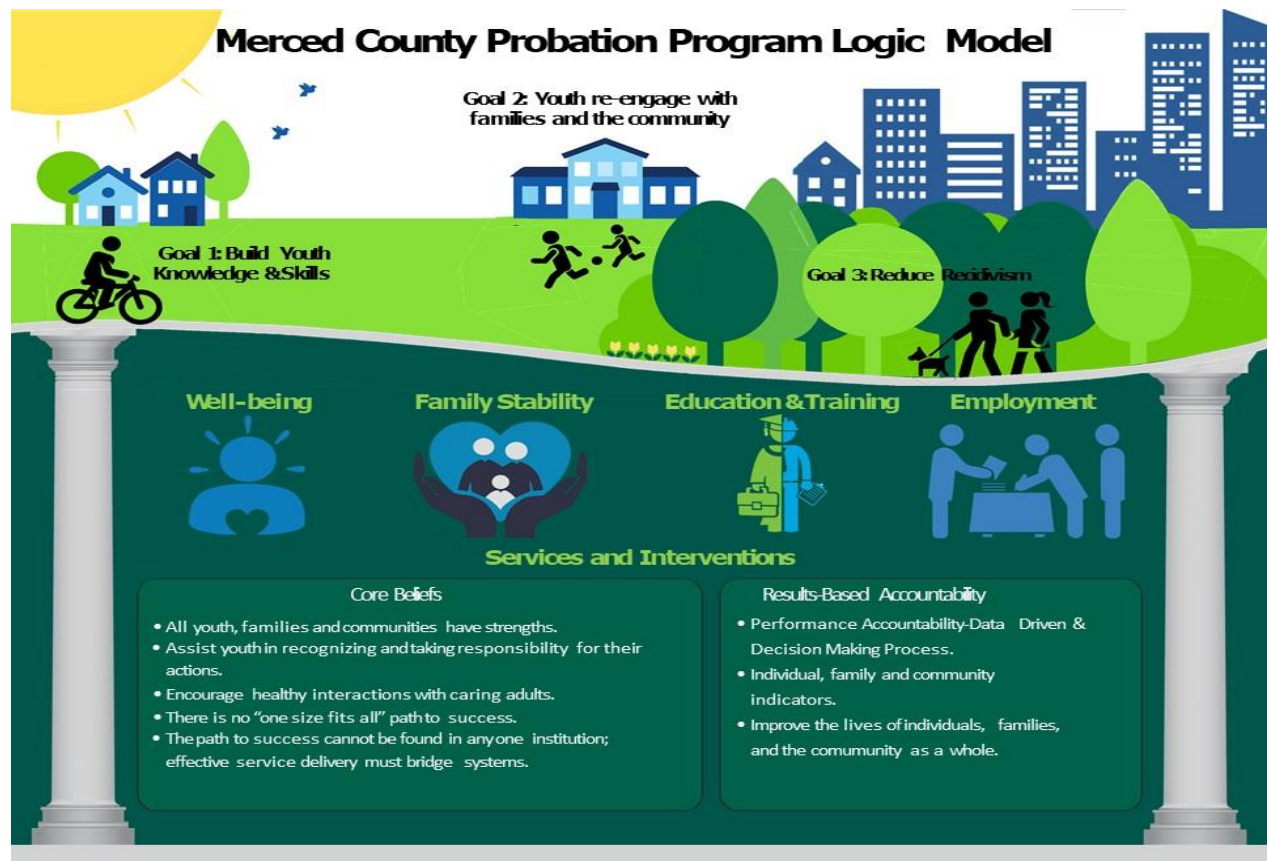 Merced County Probation Program Logic Model
Goal 2: Youth re-engage with
families and the community
Goal 1: Build Youth
Knowledge & Skills
Goal 3: Reduce Recidivism
Well-being
Family Stability
Education & Training
Employment
Services and Interventions
Core Beliefs
• All youth, families and communities have strengths.
• Assist youth in recognizing and taking responsibility for their
actions.
• Encourage healthy interactions with caring adults.
• There is no “one size fits all” path to success.
• The path to success cannot be found in anyone institution;
effective service delivery must bridge systems.
Results-Based Accountability
• Performance Accountability-Data Driven &
Decision Making Process.
• Individual, family and community
indicators.
• Improve the lives of individuals, families,
and the comumunity as a whole.